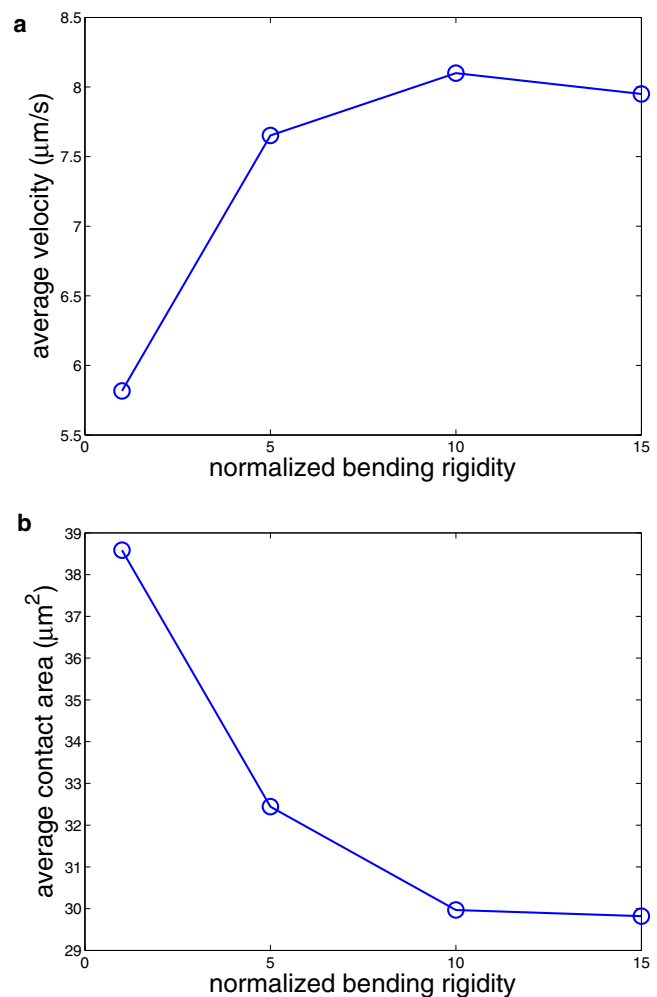 a
8.5
8
7.5
7
6.5
6
5.5
average velocity (μm/s)
0 5 10 15
normalized bending rigidity
b
39
38
37
36
35
34
33
32
31
30
29
average contact area (μm²)
0 5 10 15
normalized bending rigidity